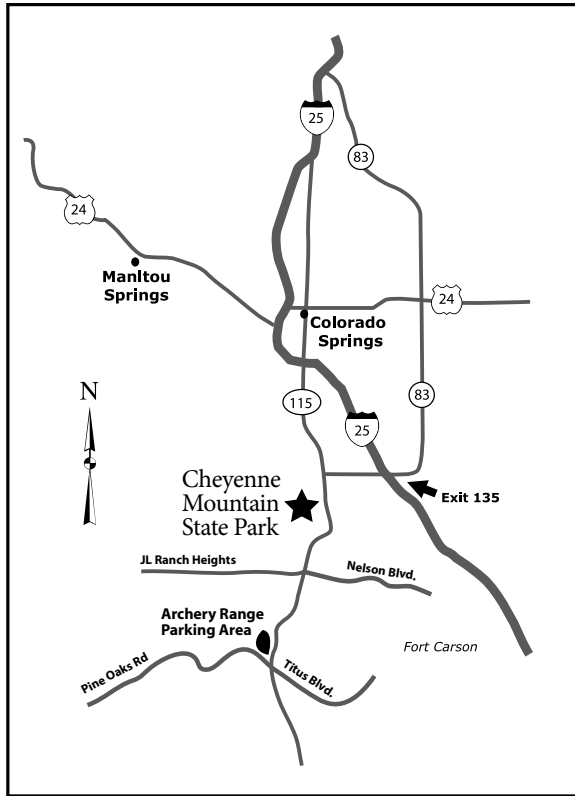 25
83
24
Manitou
Springs
24
Colorado
Springs
N
115
83
25
Cheyenne
Mountain
State Park
Exit 135
JL Ranch Heights
Nelson Blvd.
Archery Range
Parking Area
Fort Carson
Pine Oaks Rd
Titus Blvd.